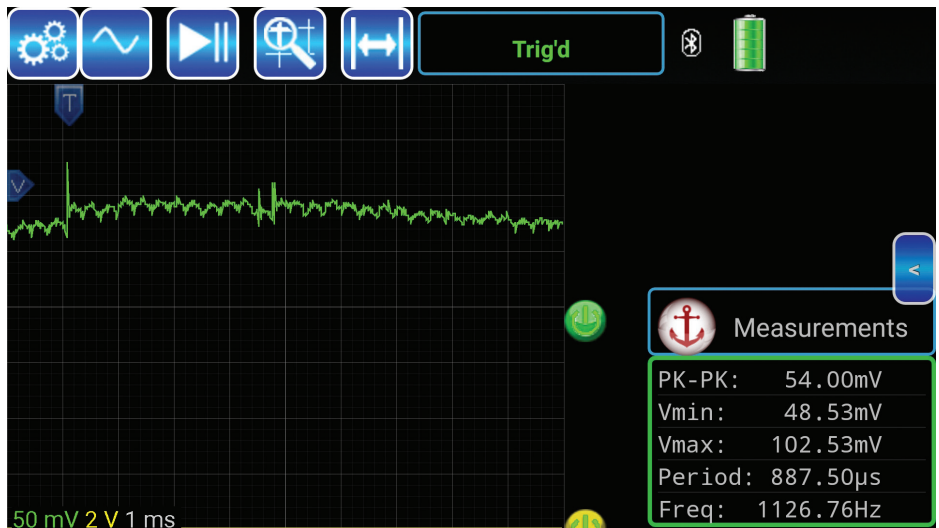 Trig'd
T
V
<
Measurements
PK-PK: 54.00mV
Vmin: 48.53mV
Vmax: 102.53mV
Period: 887.50µs
Freq: 1126.76Hz
50 mV 2 V 1 ms